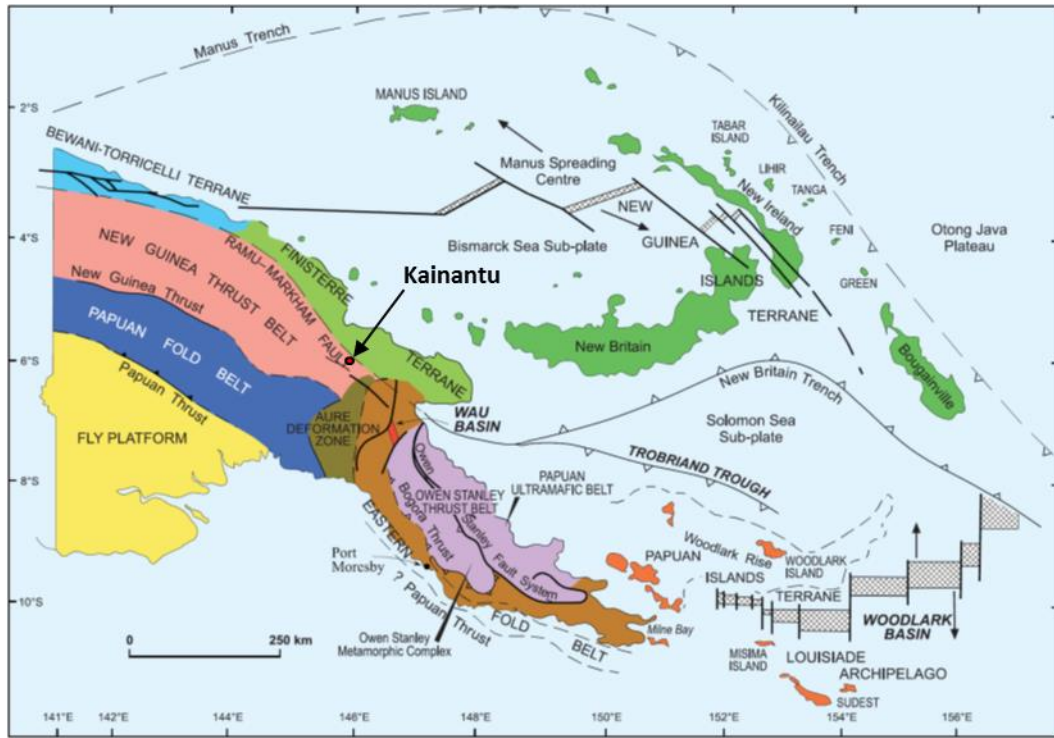 Manus Trench
2°S
4°S
6°S
8°S
10°S
MANUS ISLAND
TABAR
ISLAND
LIHIR
TANGA
FENI
GREEN
Kilinailau Trench
BEWANI-TORRICELLI TERRANE
Manus Spreading
Centre
NEW
GUINEA
ISLANDS
TERRANE
New Ireland
Bismarck Sea Sub-plate
Otong Java
Plateau
NEW
GUINEA
THRUST
BELT
RAMU-MARKHAM FAULT
FINISTERRE
TERRANE
Kainantu
New Guinea Thrust
PAPUAN
FOLD
BELT
Papuan Thrust
FLY PLATFORM
New Britain
Bougainville
New Britain Trench
AURE
DEFORMATION
ZONE
WAU
BASIN
Solomon Sea
Sub-plate
TROBRIAND TROUGH
PAPUAN
ULTRAMAFIC BELT
OWEN STANLEY
THRUST BELT
Owen
Stanley
Fault System
Bogora Thrust
EASTERN
FOLD
BELT
Port
Moresby
? Papuan Thrust
Owen Stanley
Metamorphic Complex
0
250 km
Woodlark Rise
WOODLARK
ISLAND
PAPUAN
ISLANDS
TERRANE
WOODLARK
BASIN
Milne Bay
MISIMA
ISLAND
LOUISIADE
ARCHIPELAGO
SUDEST
141°E
142°E
144°E
146°E
148°E
150°E
152°E
154°E
156°E